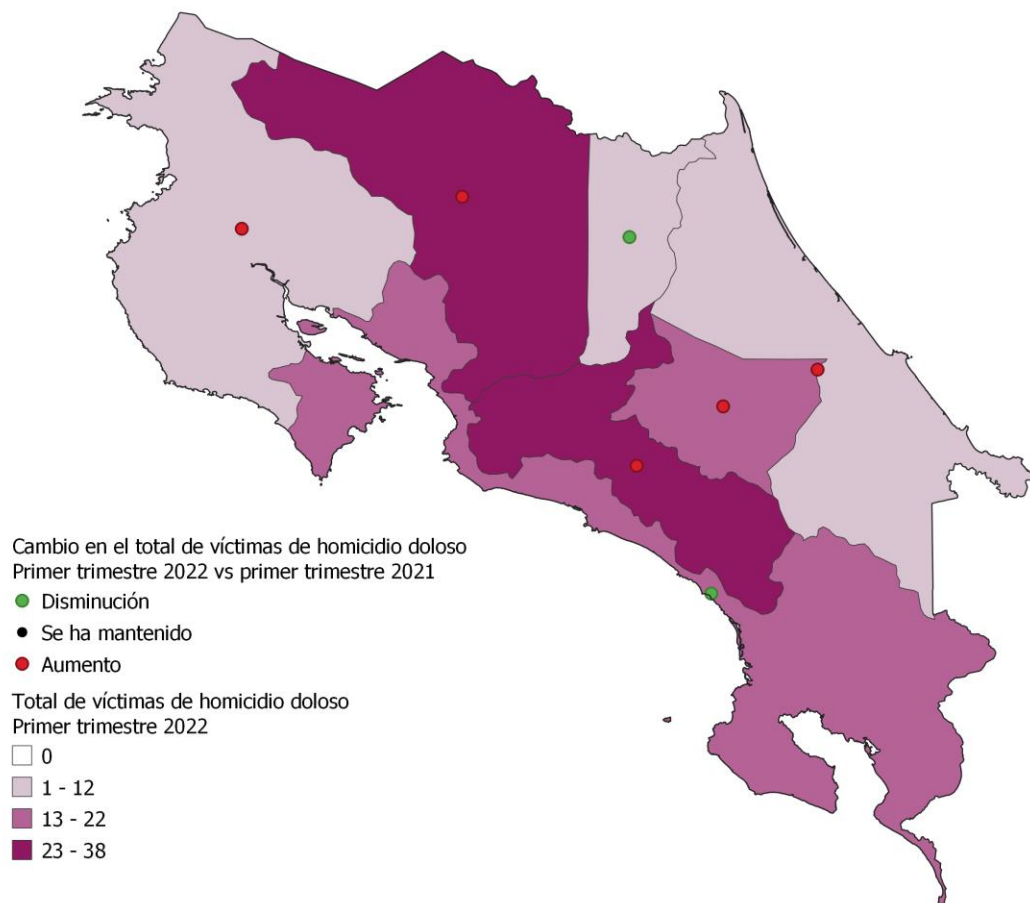 Cambio en el total de víctimas de homicidio doloso
Primer trimestre 2022 vs primer trimestre 2021
Disminución
Se ha mantenido
Aumento
Total de víctimas de homicidio doloso
Primer trimestre 2022
0
1 - 12
13 - 22
23 - 38